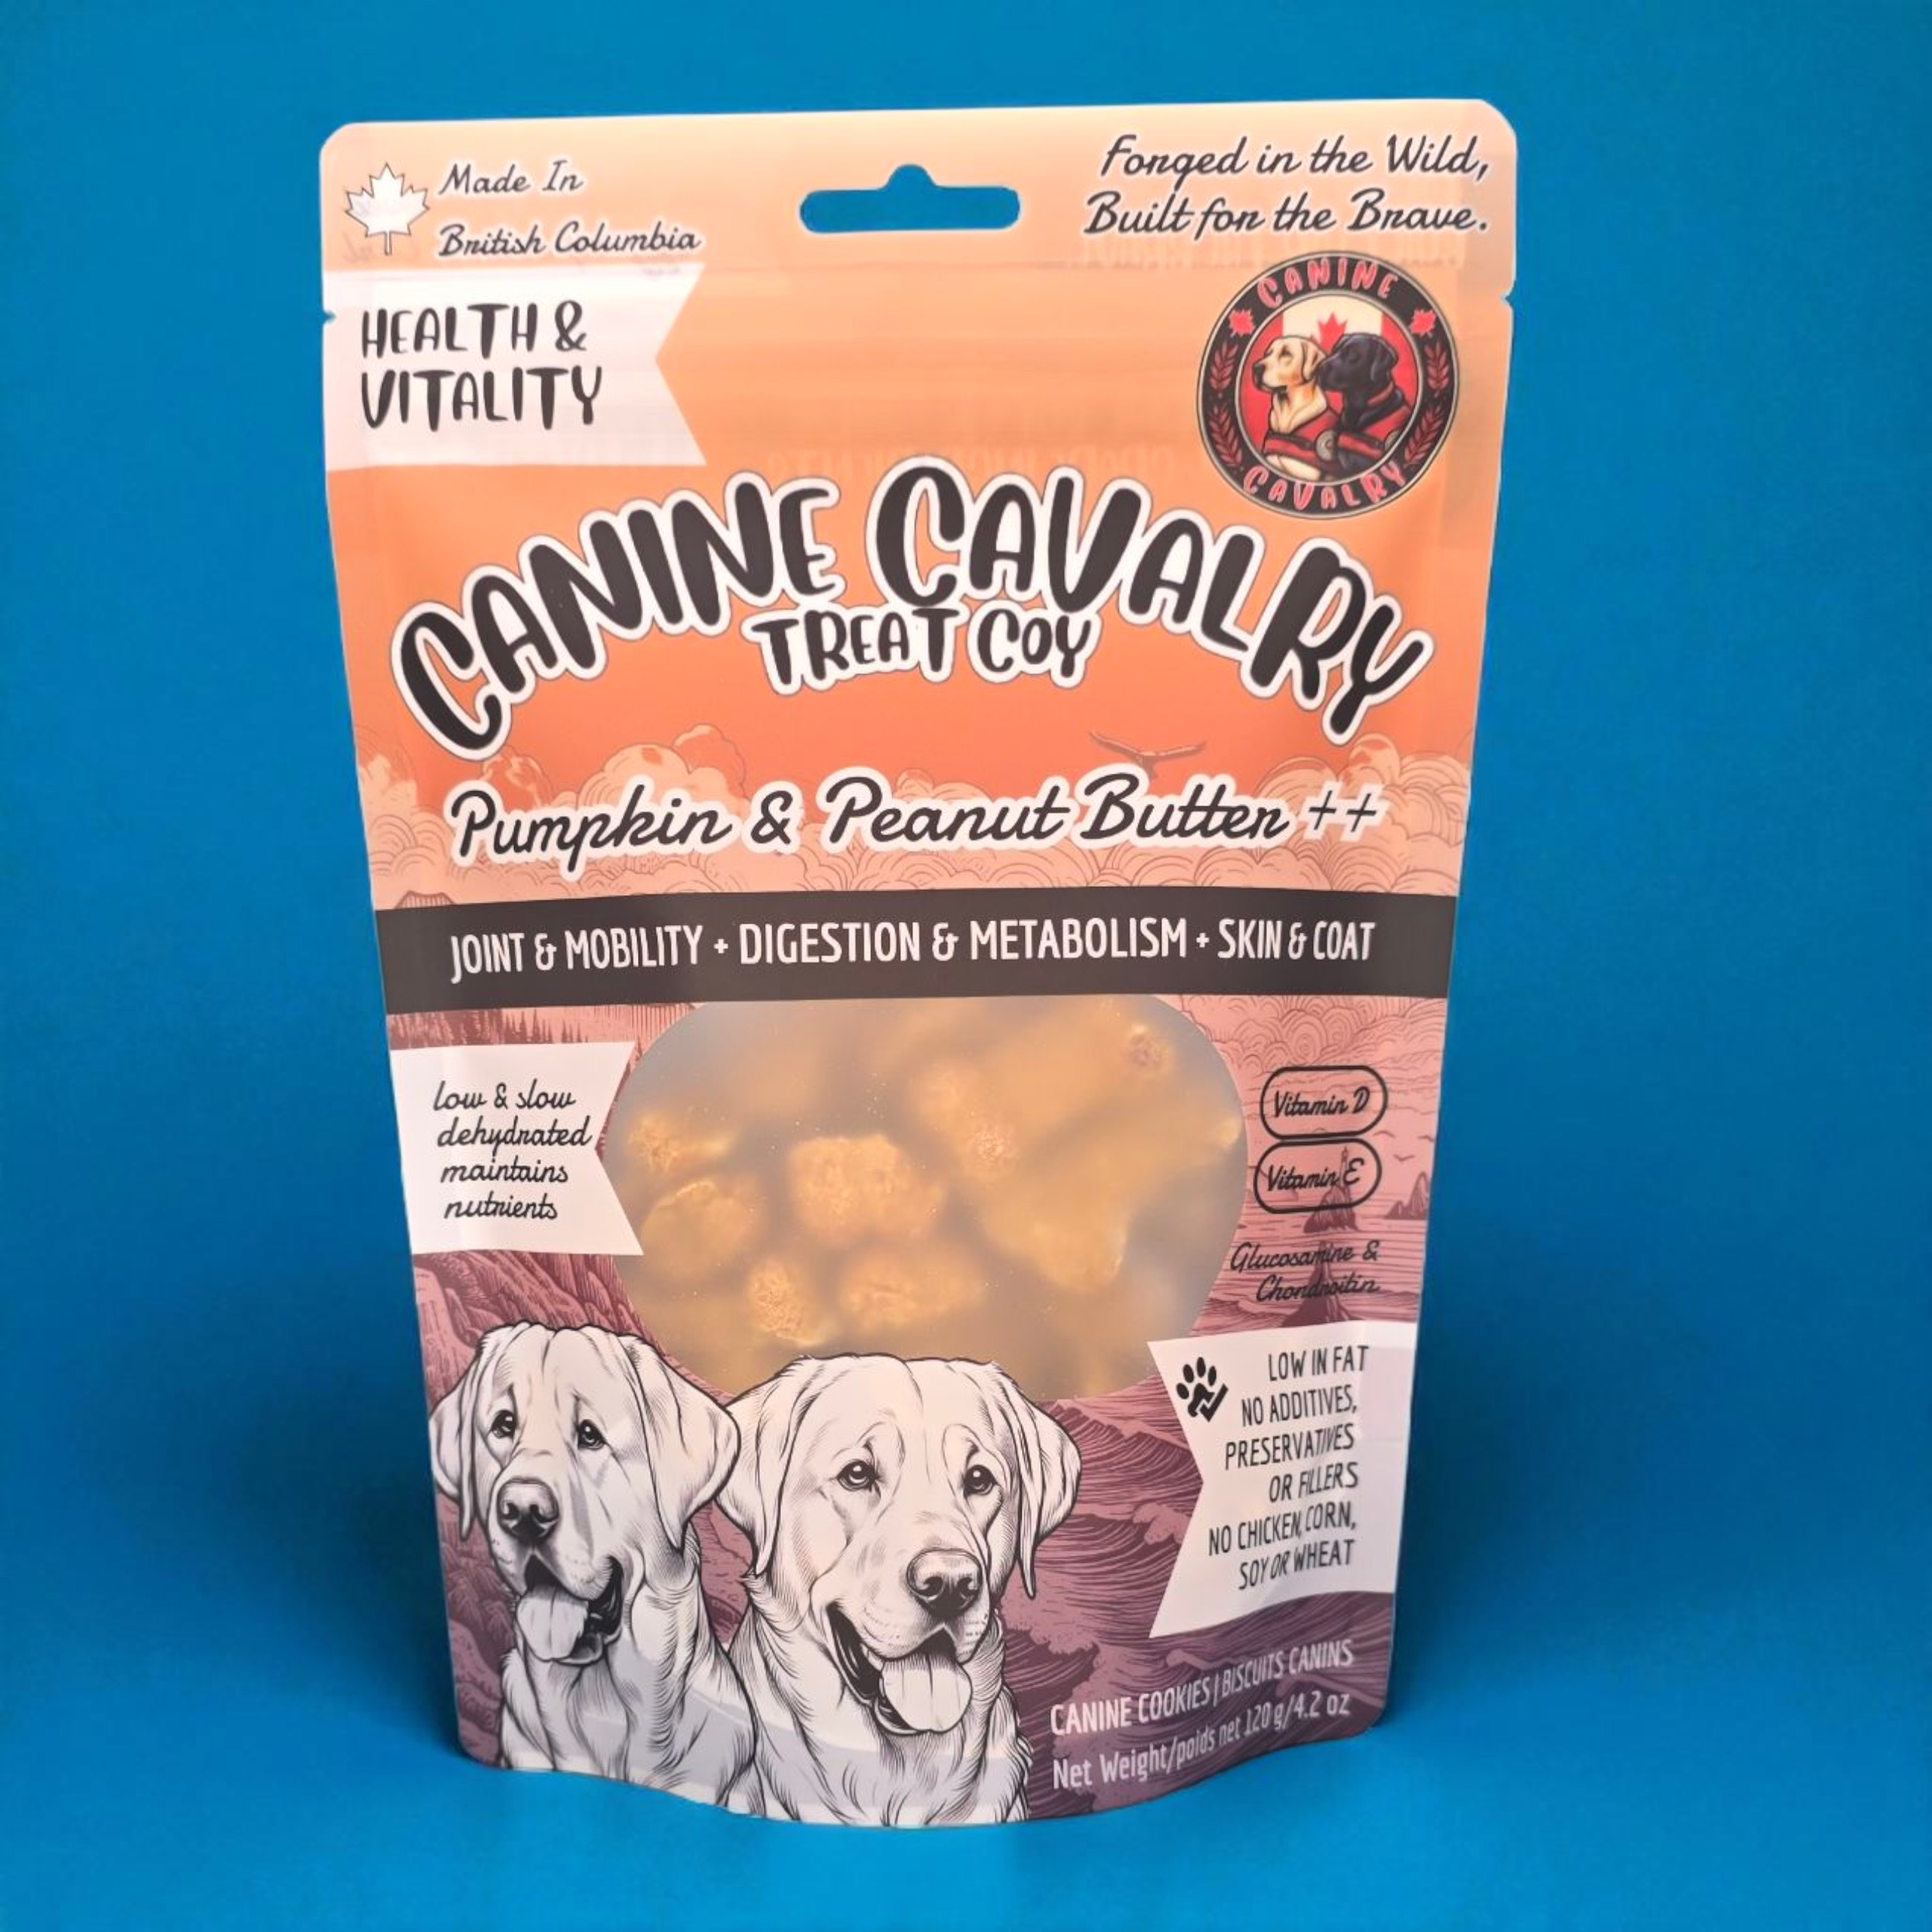 Made In
British Columbia
Forged in the Wild,
Built for the Brave.
HEALTH &
VITALITY
CANINE
CAVALRY
CANINE CAVALRY
TREAT COY
Pumpkin & Peanut Butter ++
JOINT & MOBILITY + DIGESTION & METABOLISM + SKIN & COAT
low & slow
dehydrated
maintains
nutrients
Vitamin D
Vitamin E
Glucosamine &
Chondroitin
LOW IN FAT
NO ADDITIVES,
PRESERVATIVES
OR FILLERS
NO CHICKEN, CORN,
SOY OR WHEAT
CANINE COOKIES | BISCUITS CANINS
Net Weight/poids net 120 g/4.2 oz